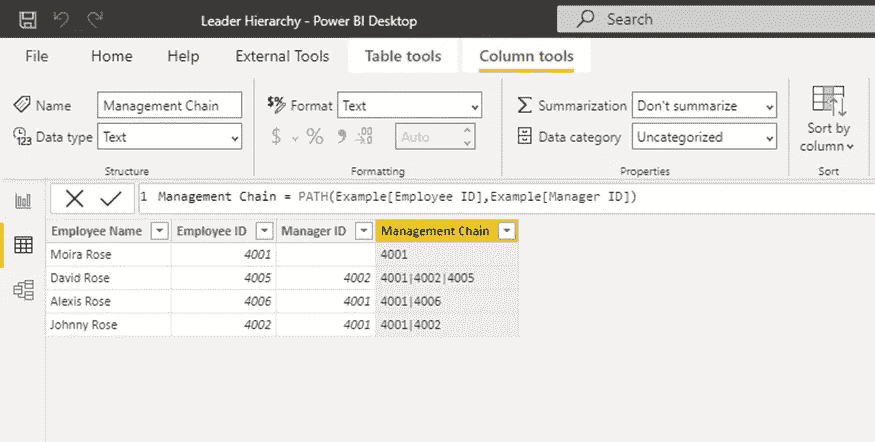 Leader Hierarchy - Power BI Desktop
Search
File Home Help External Tools Table tools Column tools
Name Management Chain
$% Format Text
Summarization Don't summarize
123 Data type Text
$ % 9 .00 Auto
Data category Uncategorized
Sort by
column
Structure Formatting Properties Sort
1 Management Chain = PATH(Example[Employee ID],Example[Manager ID])
Employee Name Employee ID Manager ID Management Chain
Moira Rose 4001 4001
David Rose 4005 4002 4001|4002|4005
Alexis Rose 4006 4001 4001|4006
Johnny Rose 4002 4001 4001|4002